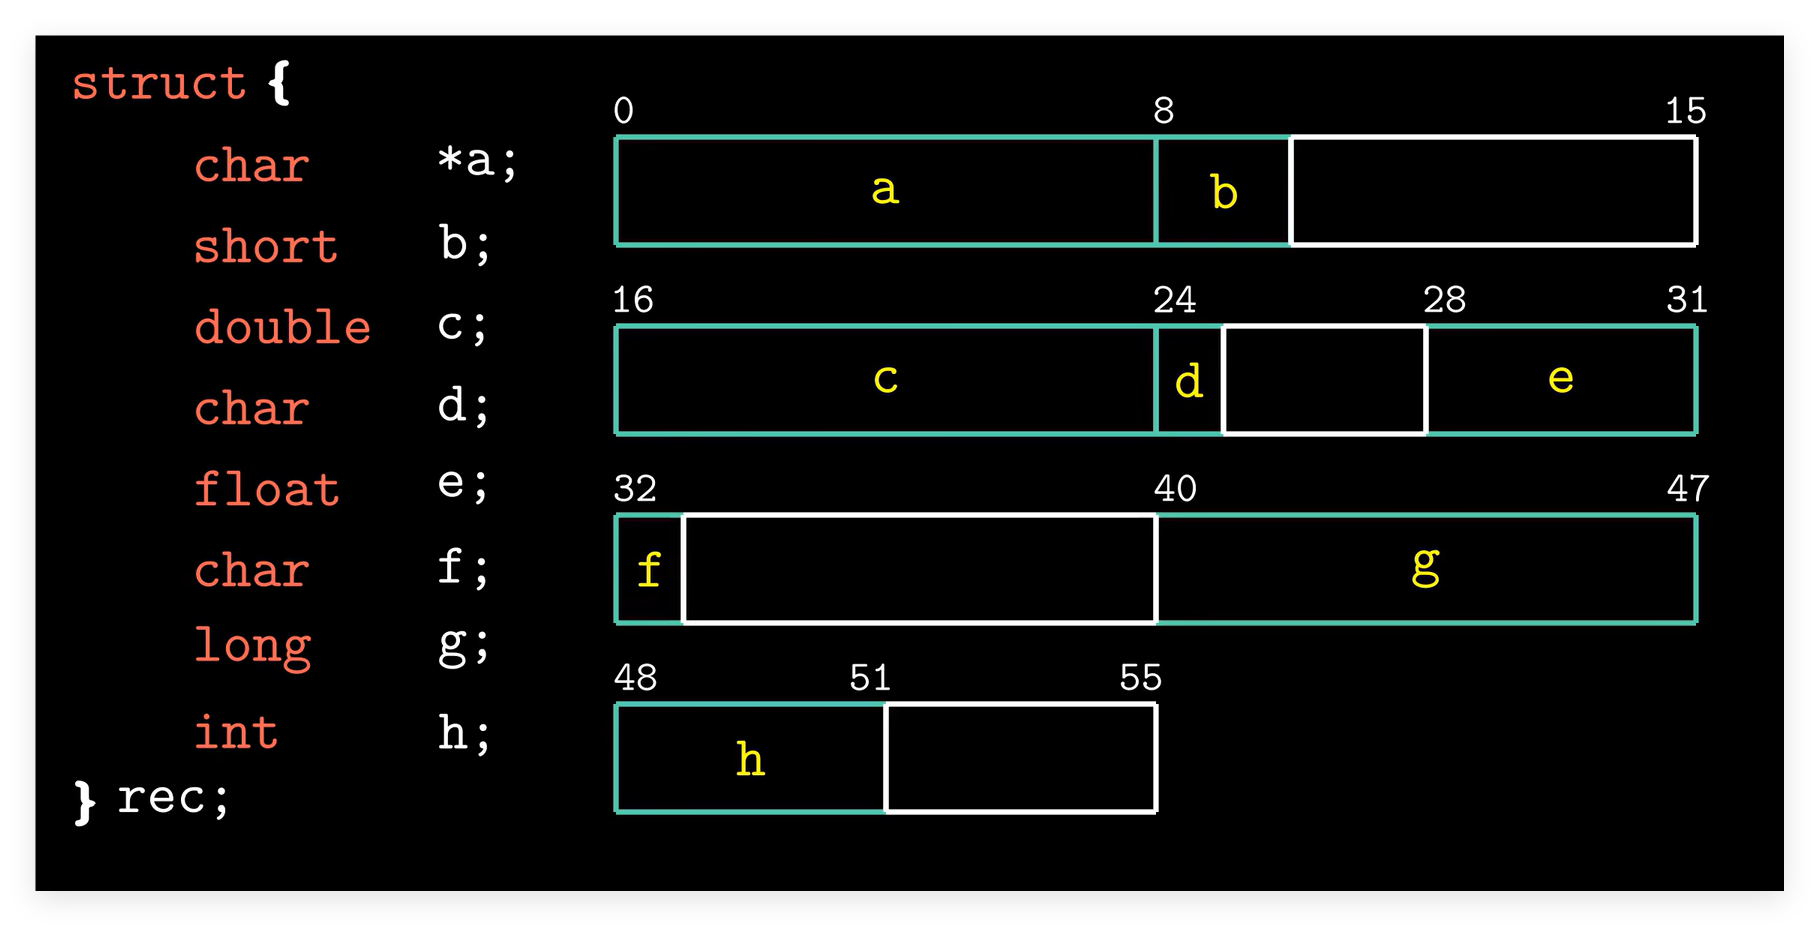 struct {
char *a;
short b;
double c;
char d;
float e;
char f;
long g;
int h;
} rec;
0 8 15
a b
16 24 28 31
c d e
32 40 47
f g
48 51 55
h